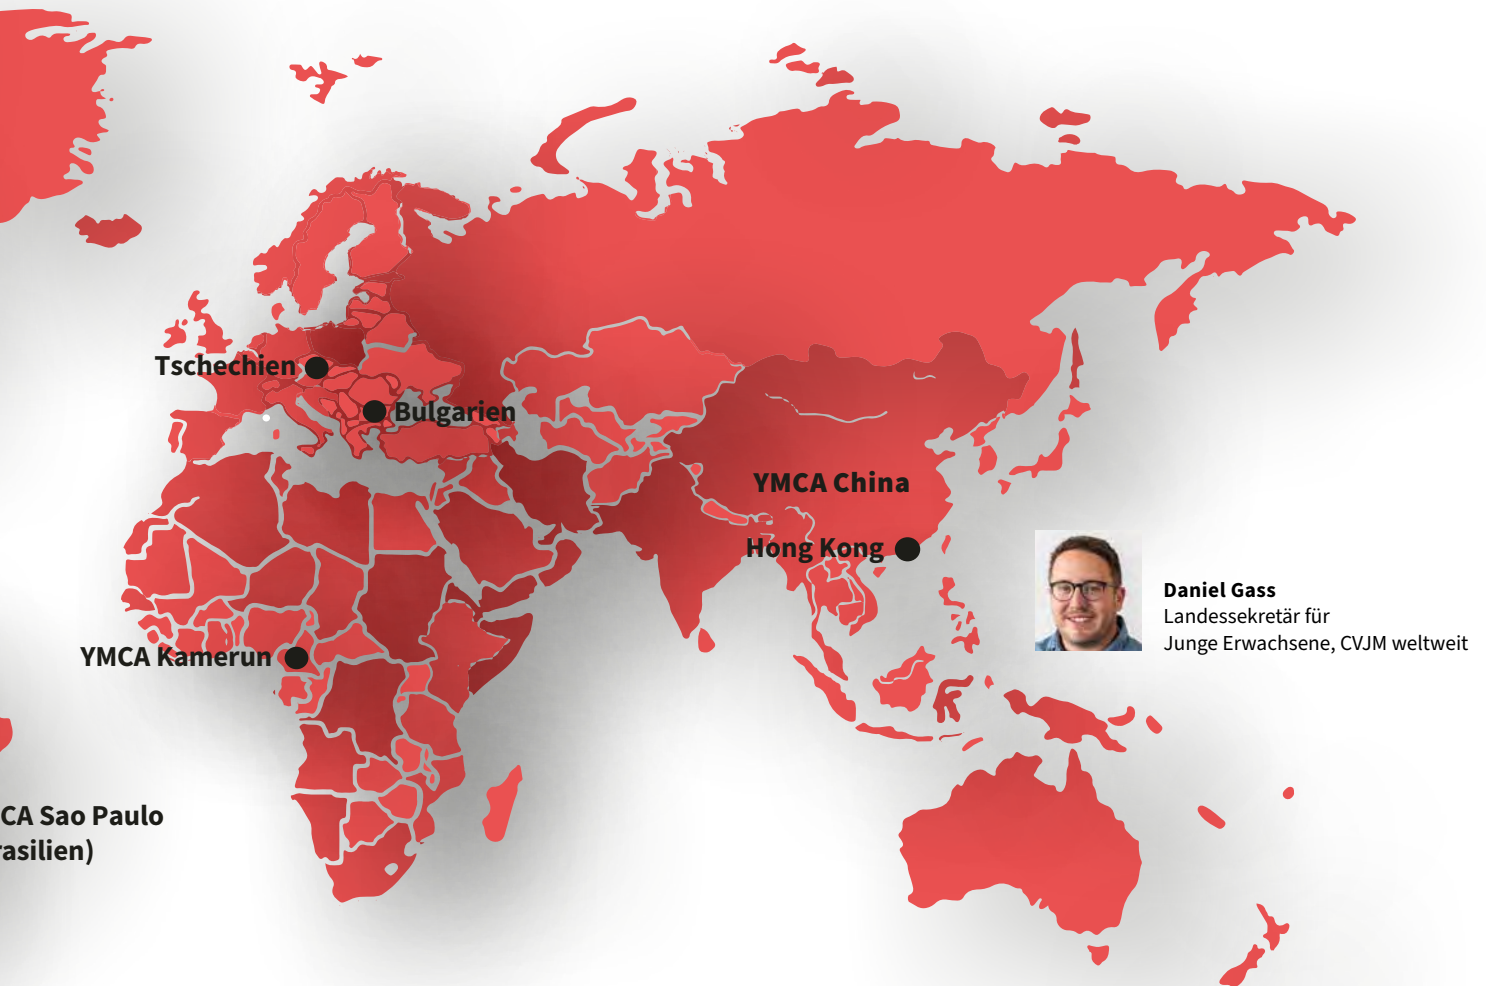 Tschechien
Bulgarien
YMCA China
Hong Kong
Daniel Gass
Landessekretär für
Junge Erwachsene, CVJM weltweit
YMCA Kamerun
CA Sao Paulo
rasilien)